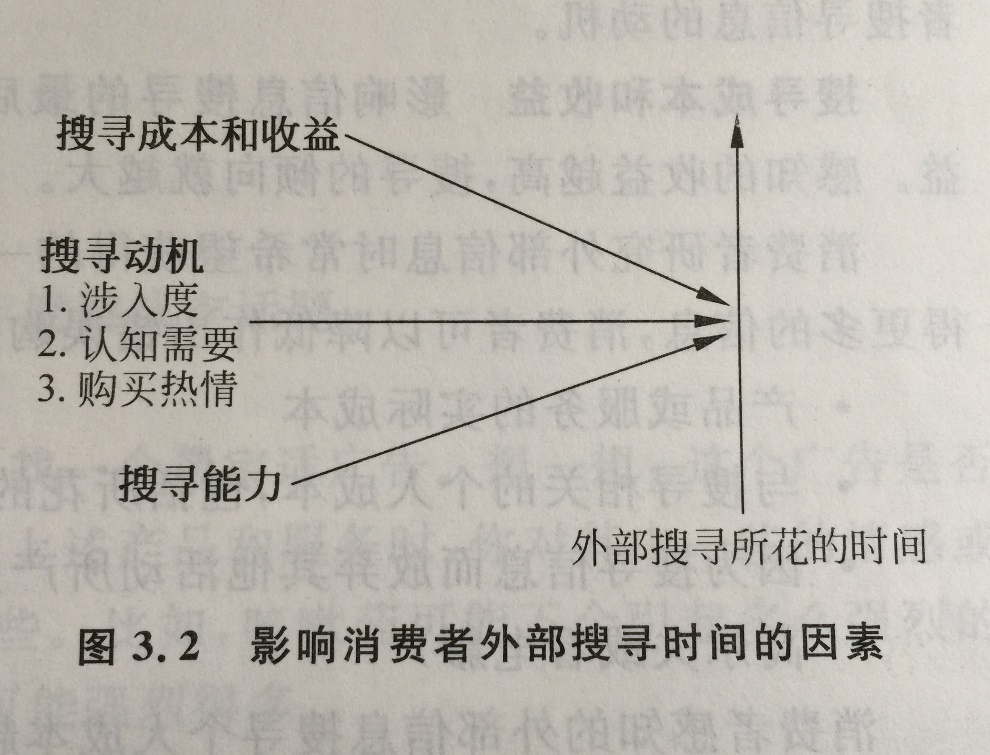 搜寻成本和收益
搜寻动机
1. 涉入度
2. 认知需要
3. 购买热情
搜寻能力
外部搜寻所花的时间
图 3.2 影响消费者外部搜寻时间的因素